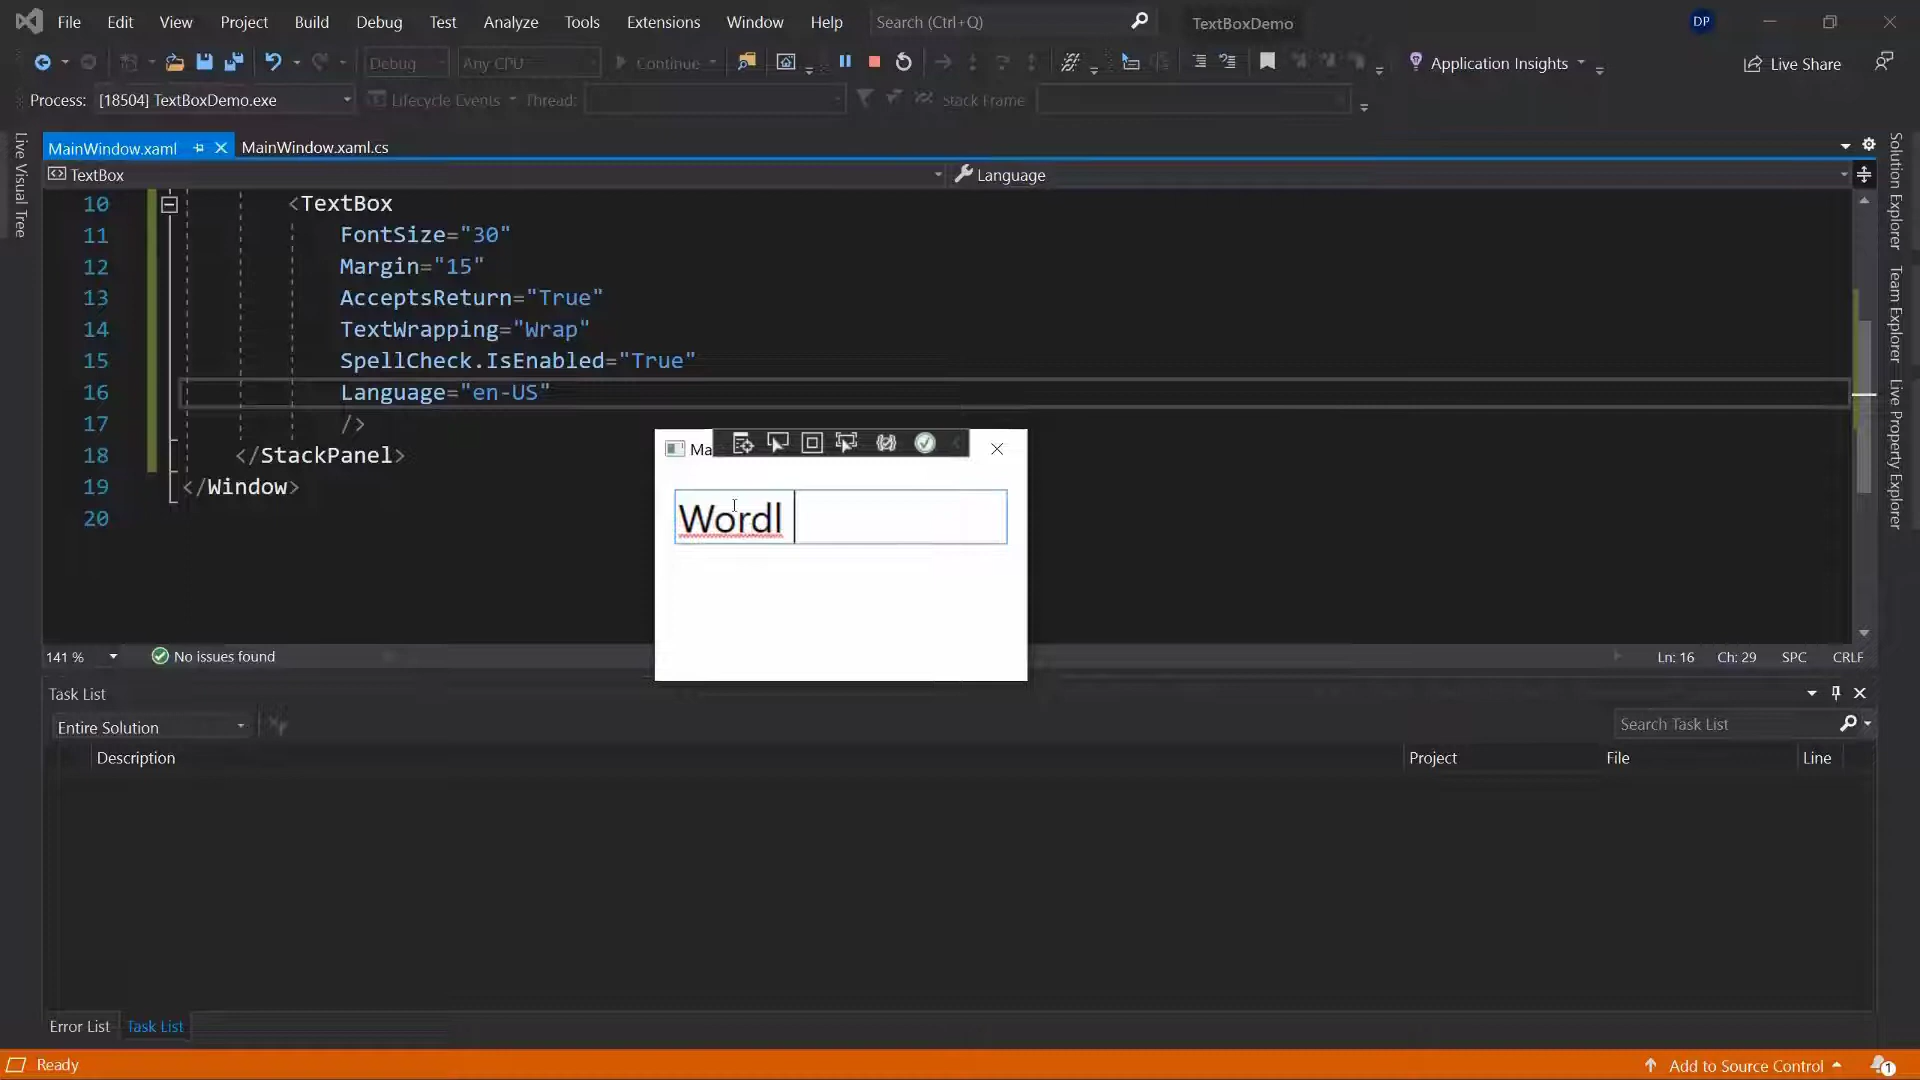 File Edit View Project Build Debug Test Analyze Tools Extensions Window Help Search (Ctrl+Q) TextBoxDemo DP
Debug Any CPU Continue Application Insights Live Share
Process: [18504] TextBoxDemo.exe Lifecycle Events Thread: Stack Frame
MainWindow.xaml MainWindow.xaml.cs
TextBox Language
10 <TextBox
11 FontSize="30"
12 Margin="15"
13 AcceptsReturn="True"
14 TextWrapping="Wrap"
15 SpellCheck.IsEnabled="True"
16 Language="en-US"
17 />
18 </StackPanel>
19 </Window>
20
Ma
Wordl
141 % No issues found Ln: 16 Ch: 29 SPC CRLF
Task List
Entire Solution Search Task List
Description Project File Line
Error List Task List
Ready Add to Source Control 1
Live Visual Tree
Solution Explorer
Team Explorer
Live Property Explorer